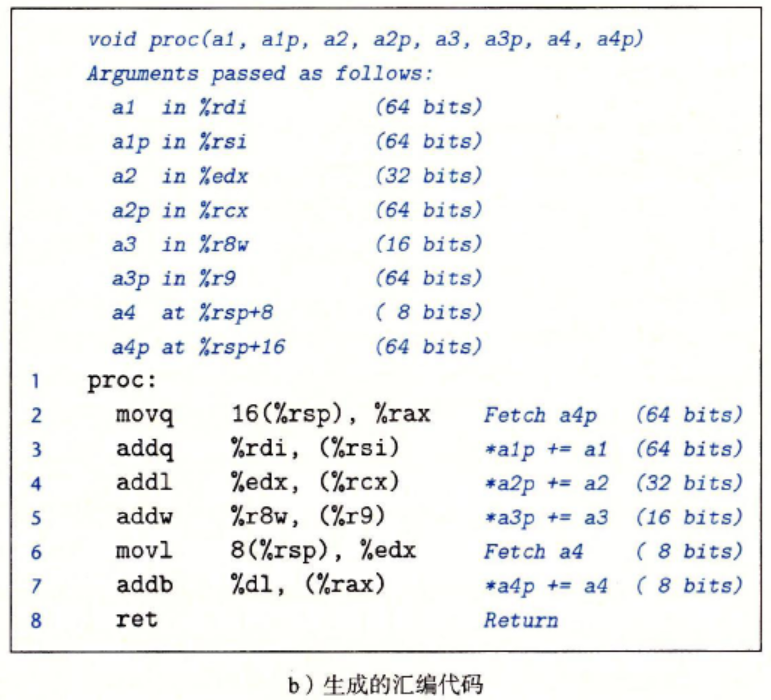 void proc(a1, a1p, a2, a2p, a3, a3p, a4, a4p)
Arguments passed as follows:
a1 in %rdi (64 bits)
a1p in %rsi (64 bits)
a2 in %edx (32 bits)
a2p in %rcx (64 bits)
a3 in %r8w (16 bits)
a3p in %r9 (64 bits)
a4 at %rsp+8 ( 8 bits)
a4p at %rsp+16 (64 bits)
1 proc:
2 movq 16(%rsp), %rax Fetch a4p (64 bits)
3 addq %rdi, (%rsi) *a1p += a1 (64 bits)
4 addl %edx, (%rcx) *a2p += a2 (32 bits)
5 addw %r8w, (%r9) *a3p += a3 (16 bits)
6 movl 8(%rsp), %edx Fetch a4 ( 8 bits)
7 addb %dl, (%rax) *a4p += a4 ( 8 bits)
8 ret Return
b）生成的汇编代码